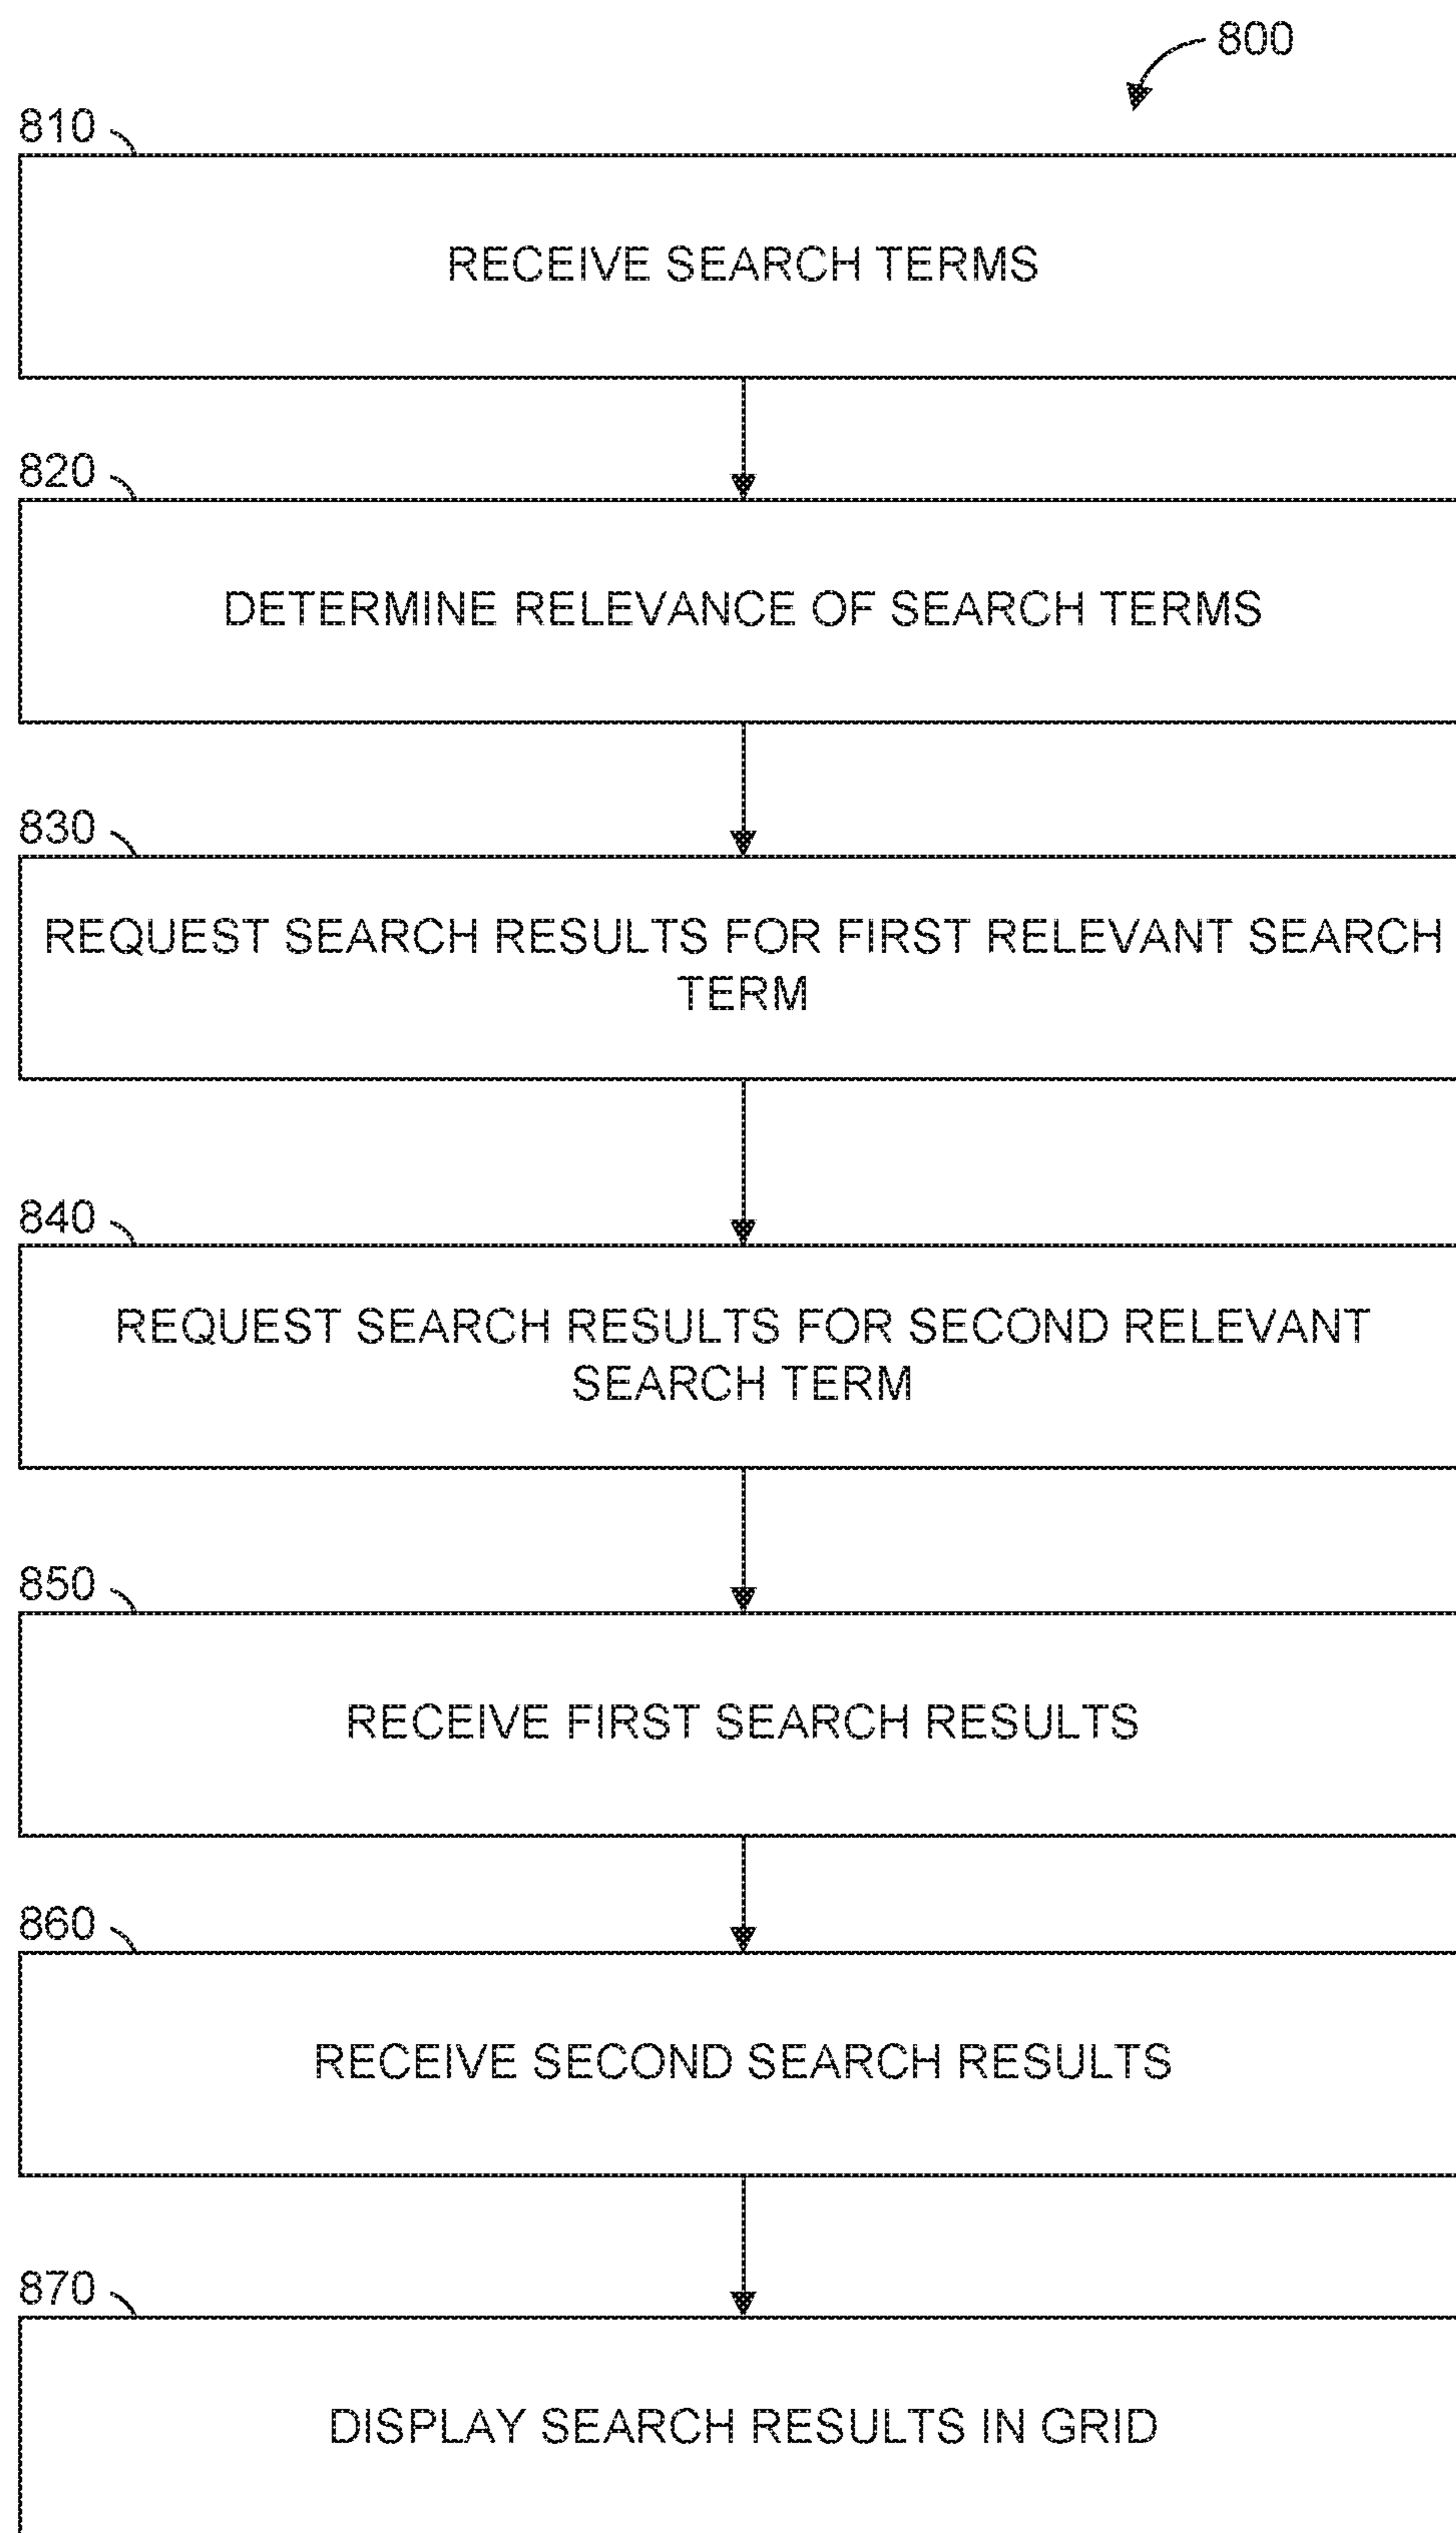 800
810
RECEIVE SEARCH TERMS
820
DETERMINE RELEVANCE OF SEARCH TERMS
830
REQUEST SEARCH RESULTS FOR FIRST RELEVANT SEARCH
TERM
840
REQUEST SEARCH RESULTS FOR SECOND RELEVANT
SEARCH TERM
850
RECEIVE FIRST SEARCH RESULTS
860
RECEIVE SECOND SEARCH RESULTS
870
DISPLAY SEARCH RESULTS IN GRID